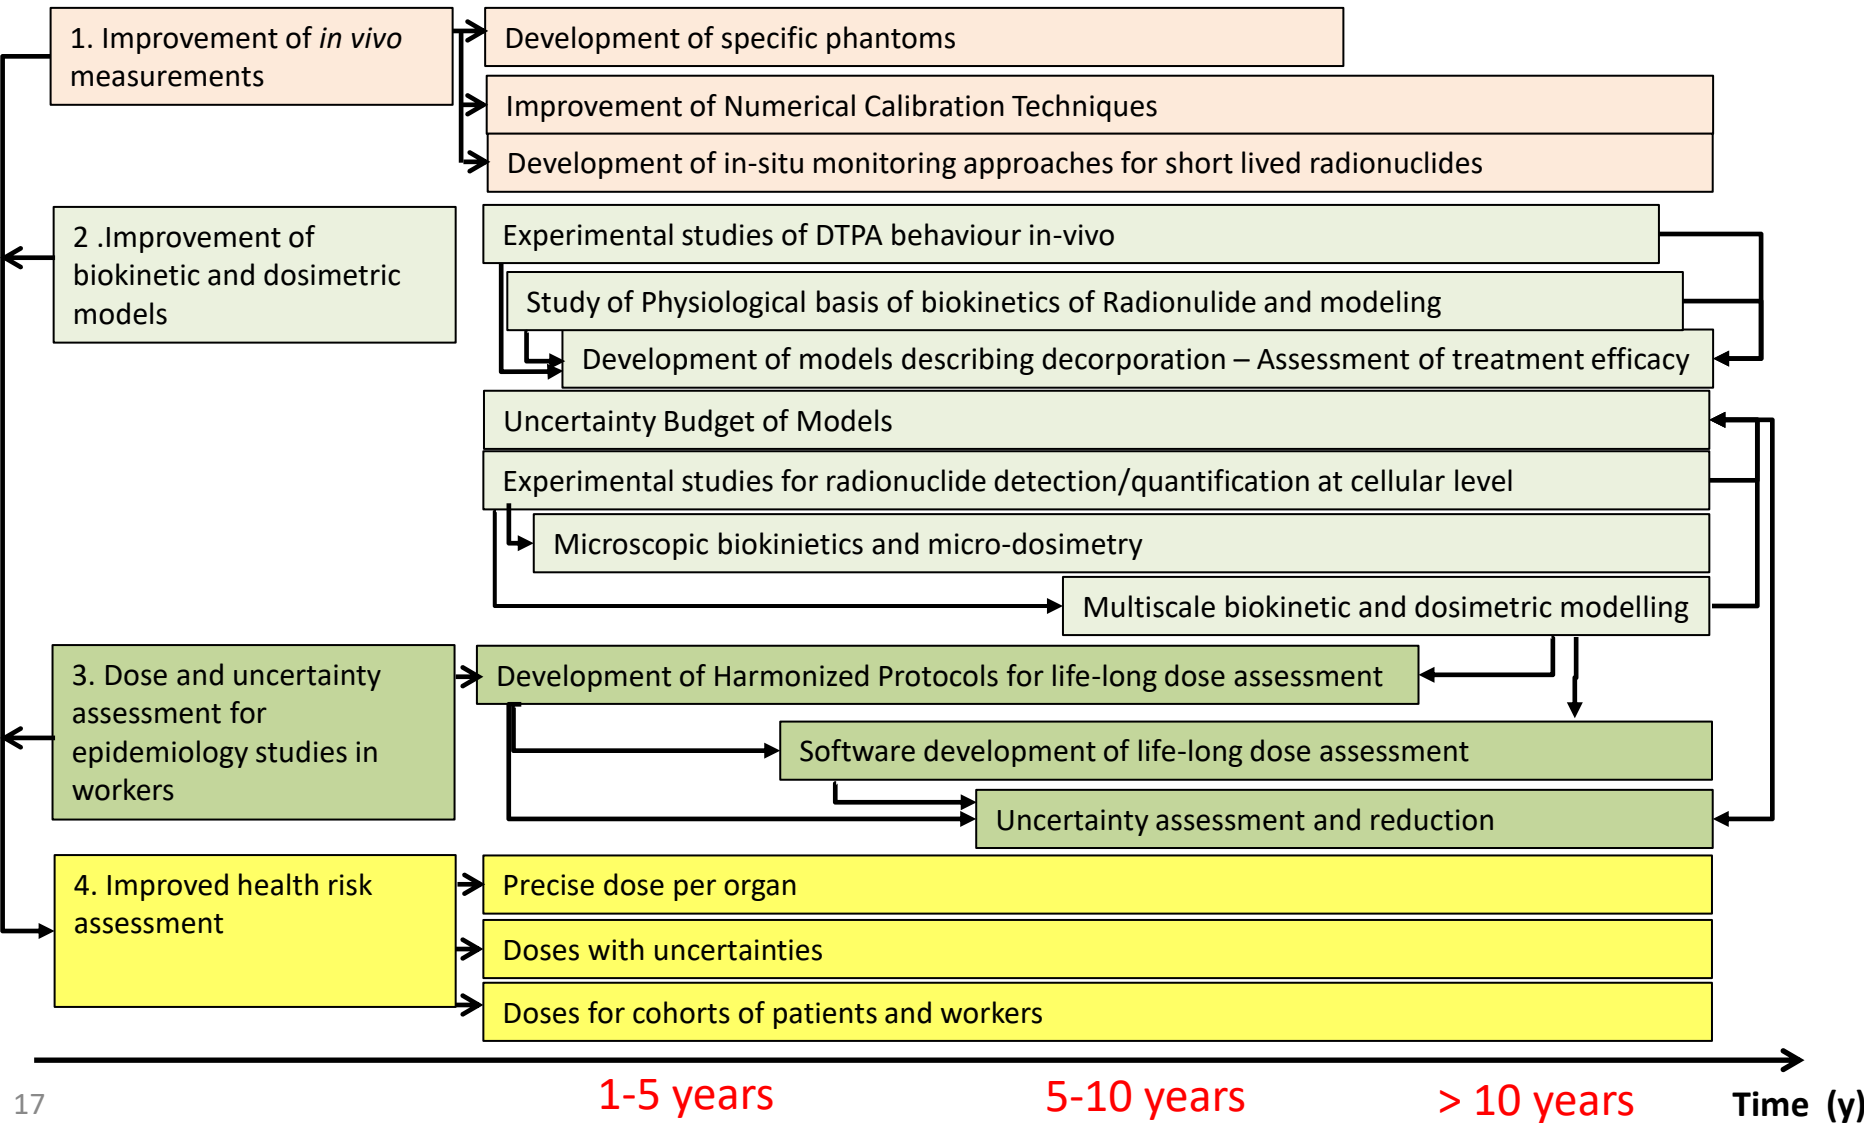 1. Improvement of in vivo
measurements
Development of specific phantoms
Improvement of Numerical Calibration Techniques
Development of in-situ monitoring approaches for short lived radionuclides
2 .Improvement of
biokinetic and dosimetric
models
Experimental studies of DTPA behaviour in-vivo
Study of Physiological basis of biokinetics of Radionulide and modeling
Development of models describing decorporation – Assessment of treatment efficacy
Uncertainty Budget of Models
Experimental studies for radionuclide detection/quantification at cellular level
Microscopic biokinietics and micro-dosimetry
Multiscale biokinetic and dosimetric modelling
3. Dose and uncertainty
assessment for
epidemiology studies in
workers
Development of Harmonized Protocols for life-long dose assessment
Software development of life-long dose assessment
Uncertainty assessment and reduction
4. Improved health risk
assessment
Precise dose per organ
Doses with uncertainties
Doses for cohorts of patients and workers
17
1-5 years
5-10 years
> 10 years
Time (y)